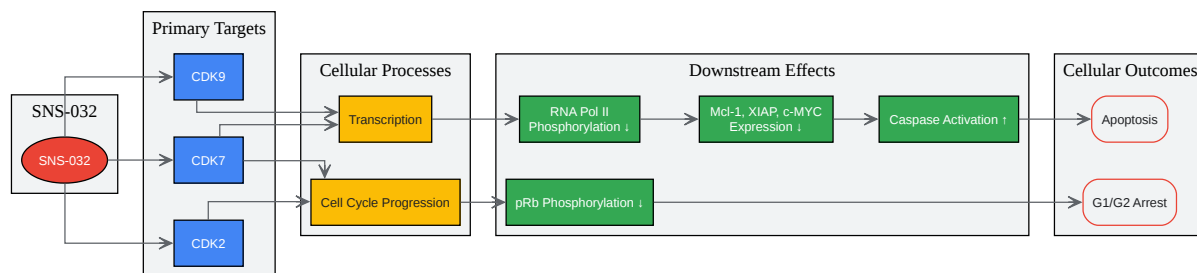 Primary Targets
CDK9
CDK7
CDK2
SNS-032
SNS-032
Cellular Processes
Transcription
Cell Cycle Progression
Downstream Effects
RNA Pol II
Phosphorylation ↓
Mcl-1, XIAP, c-MYC
Expression ↓
Caspase Activation ↑
pRb Phosphorylation ↓
Cellular Outcomes
Apoptosis
G1/G2 Arrest